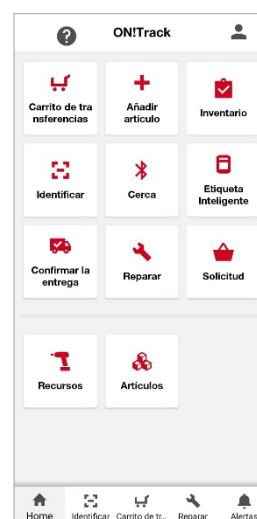 ON!Track
Carrito de tra
nsferencias
Añadir
artículo
Inventario
Identificar
Cerca
Etiqueta
Inteligente
Confirmar la
entrega
Reparar
Solicitud
Recursos
Artículos
Home
Identificar
Carrito de tr...
Reparar
Alertas